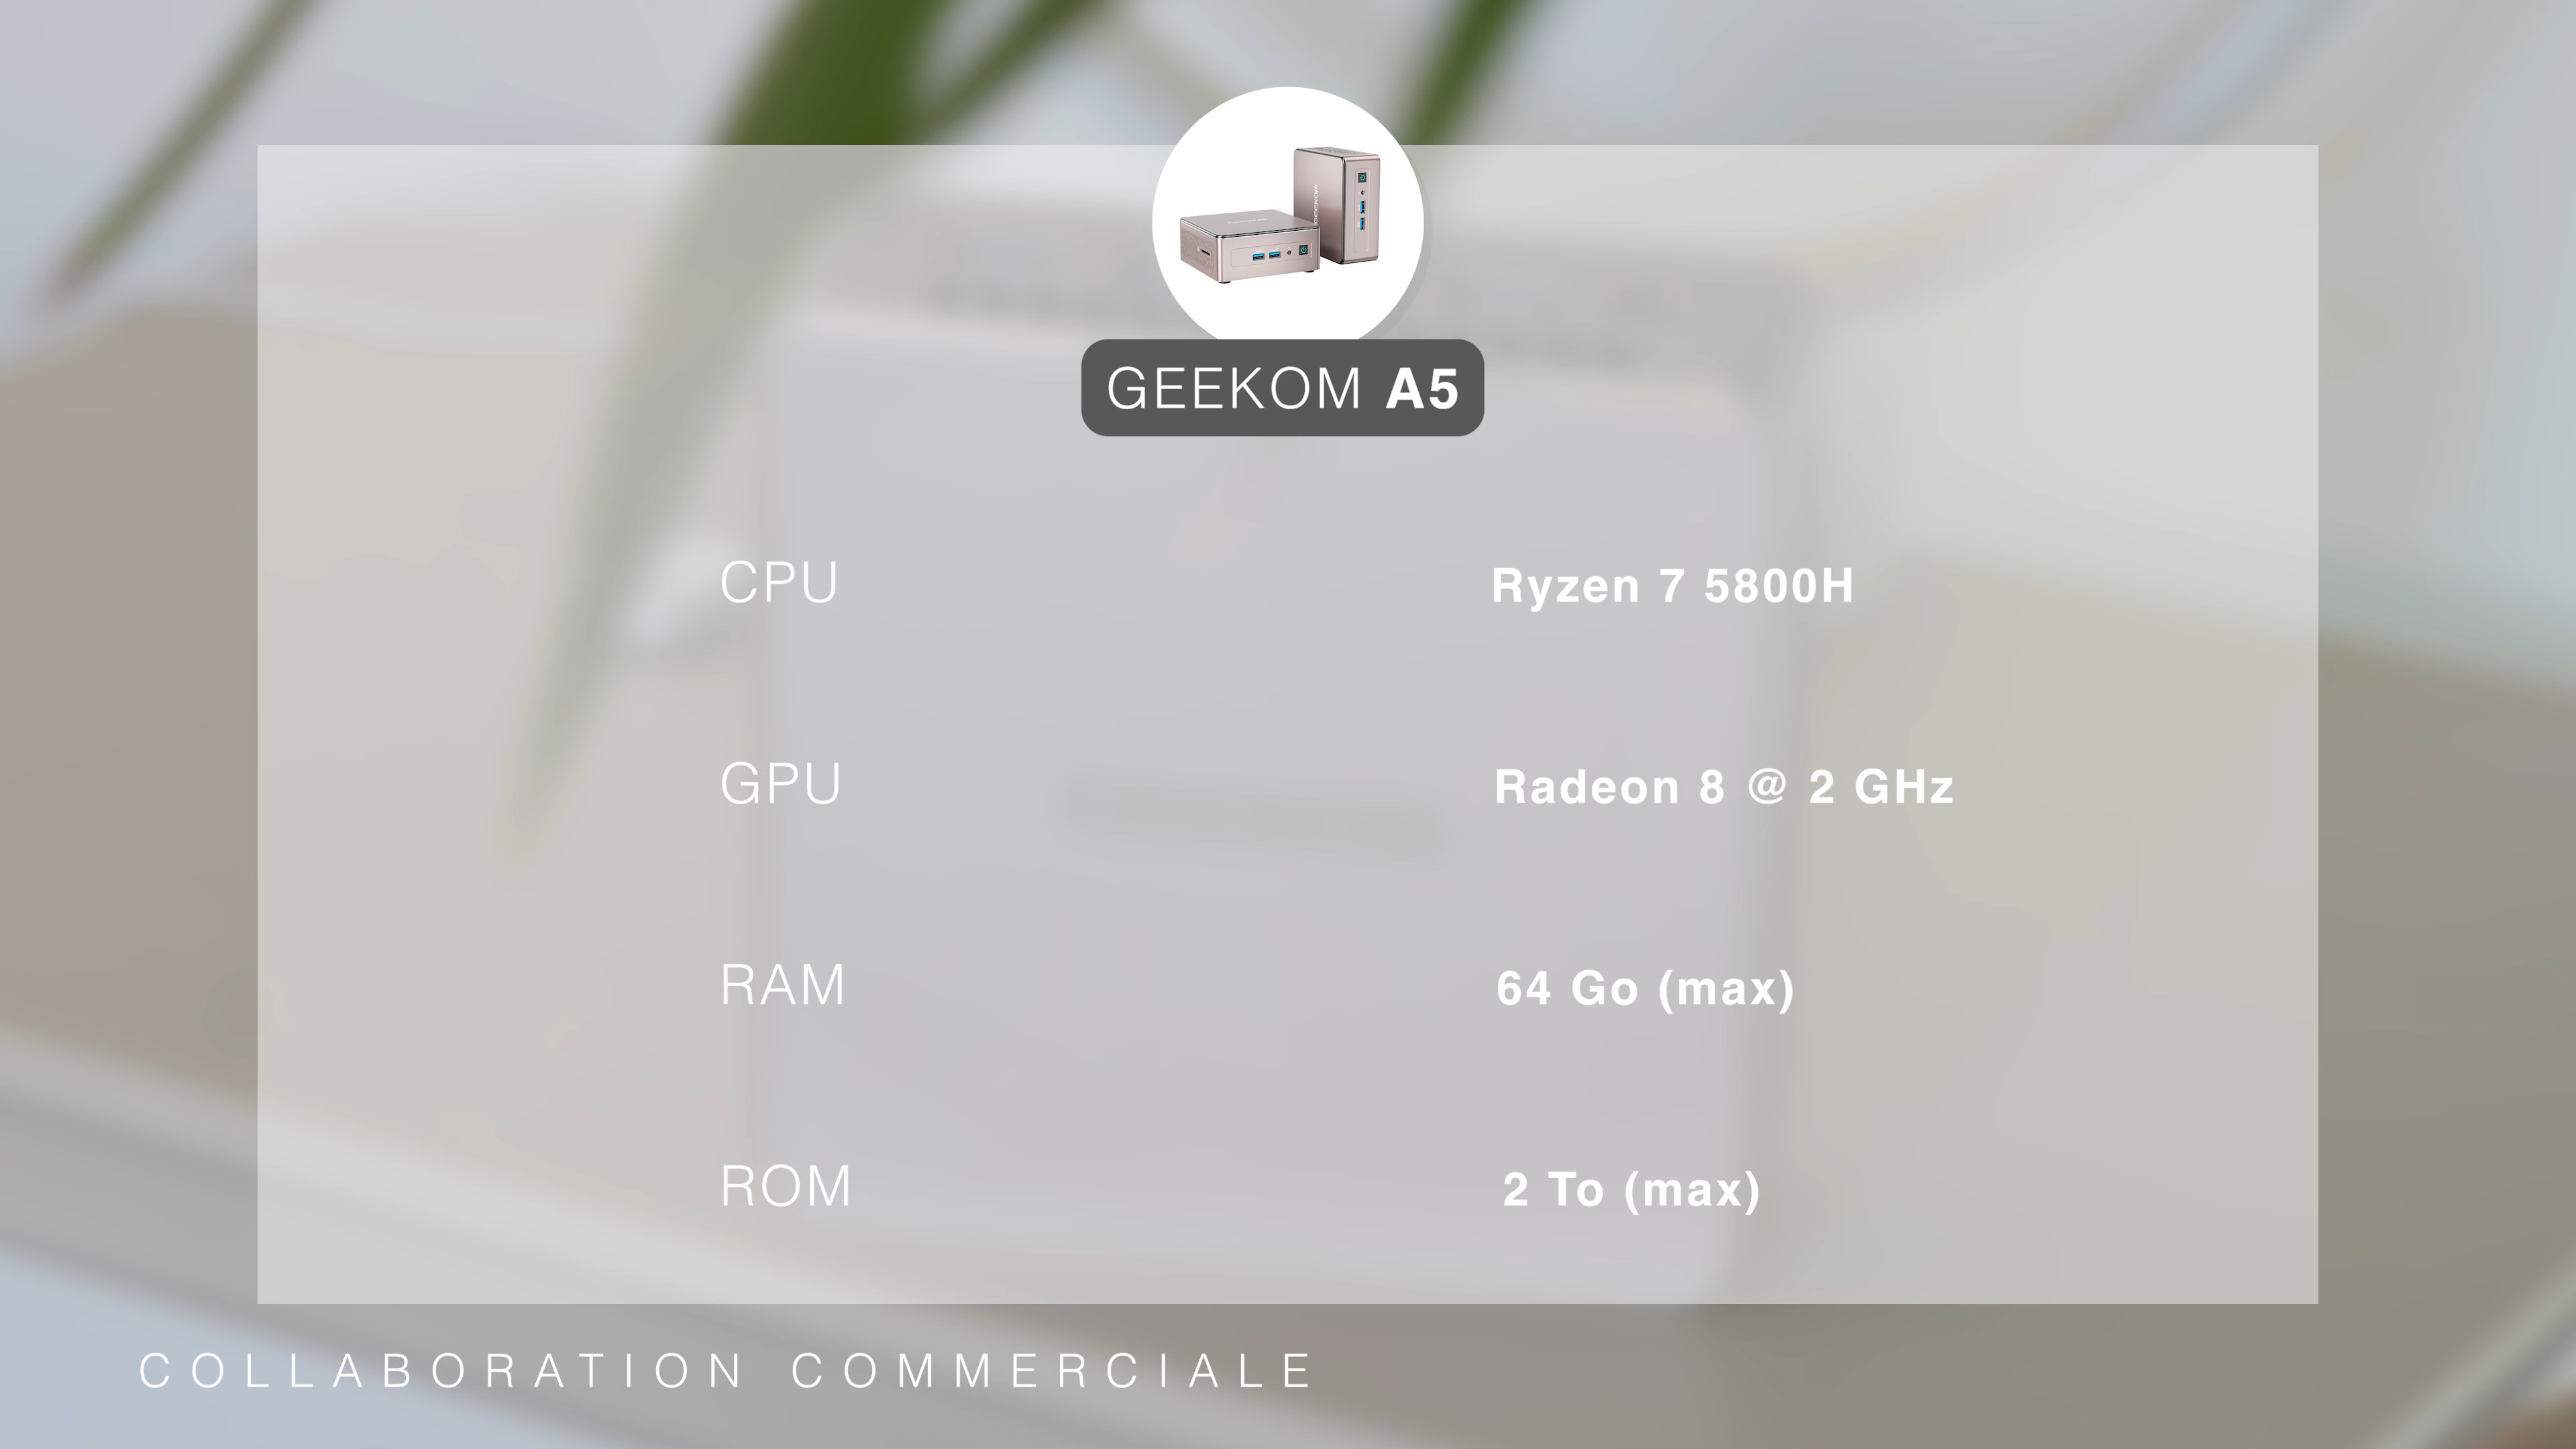 GEEKOM A5
CPU Ryzen 7 5800H
GPU Radeon 8 @ 2 GHz
RAM 64 Go (max)
ROM 2 To (max)
COLLABORATION COMMERCIALE